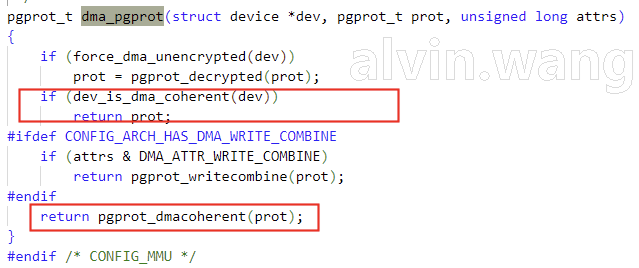 pgprot_t dma_pgprot(struct device *dev, pgprot_t prot, unsigned long attrs)
{
    if (force_dma_unencrypted(dev))
        prot = pgprot_decrypted(prot);
    if (dev_is_dma_coherent(dev))
        return prot;
#ifdef CONFIG_ARCH_HAS_DMA_WRITE_COMBINE
    if (attrs & DMA_ATTR_WRITE_COMBINE)
        return pgprot_writecombine(prot);
#endif
    return pgprot_dmacoherent(prot);
}
#endif /* CONFIG_MMU */
alvin.wang